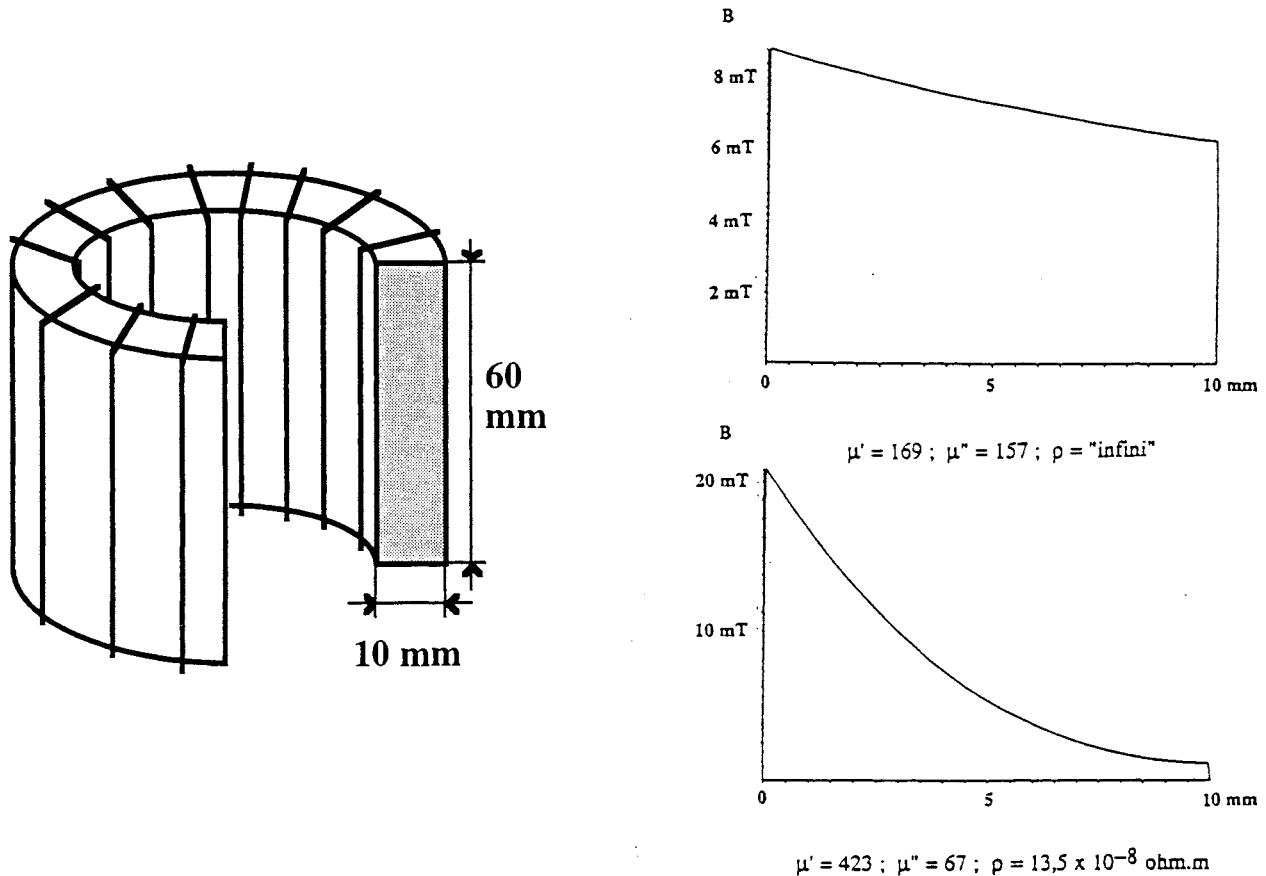 60
mm
10 mm
B
8 mT
6 mT
4 mT
2 mT
0
5
10 mm
μ' = 169 ; μ" = 157 ; ρ = "infini"
B
20 mT
10 mT
0
5
10 mm
μ' = 423 ; μ" = 67 ; ρ = 13,5 x 10⁻⁸ ohm.m